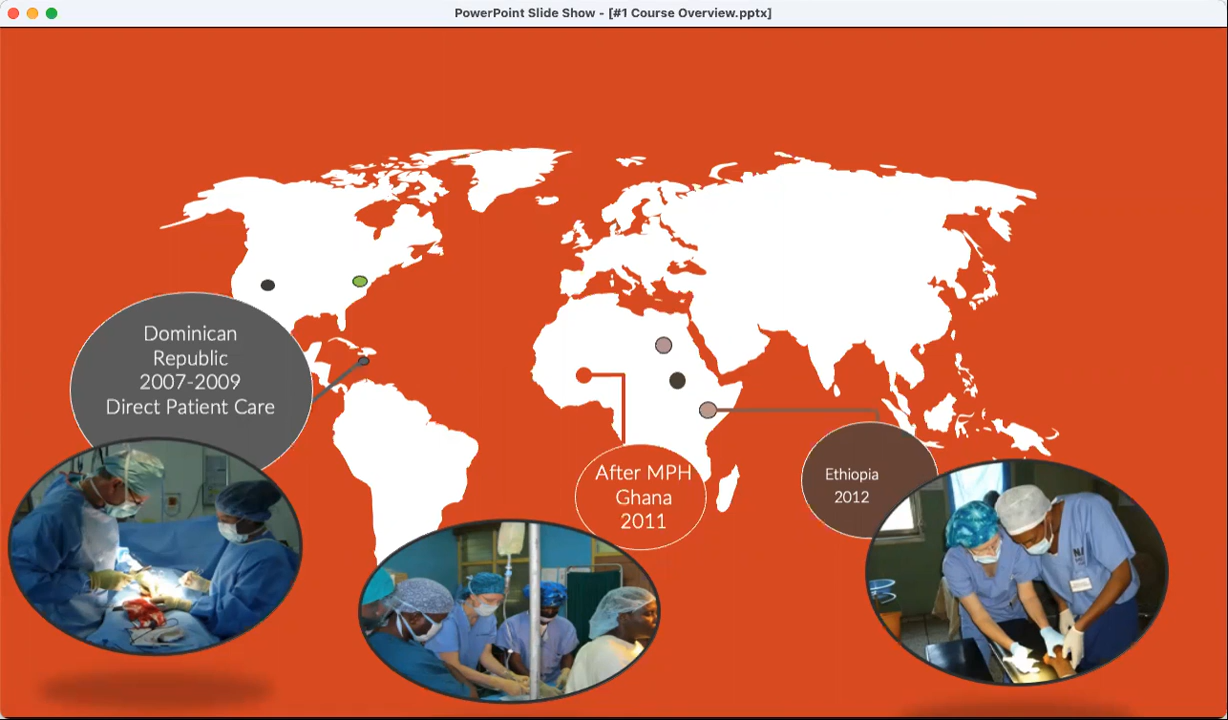 PowerPoint Slide Show - [#1 Course Overview.pptx]
Dominican
Republic
2007-2009
Direct Patient Care
After MPH
Ghana
2011
Ethiopia
2012